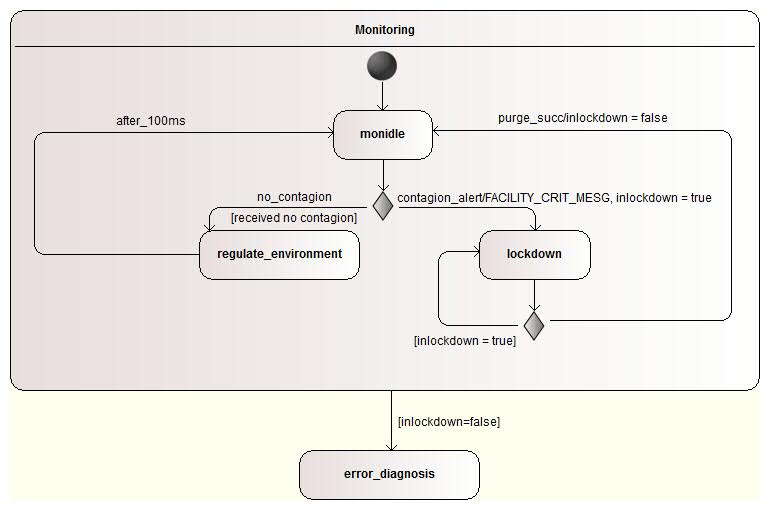 Monitoring
after_100ms
purge_succ/inlockdown = false
monidle
no_contagion
contagion_alert/FACILITY_CRIT_MESG, inlockdown = true
[received no contagion]
regulate_environment
lockdown
[inlockdown = true]
[inlockdown=false]
error_diagnosis